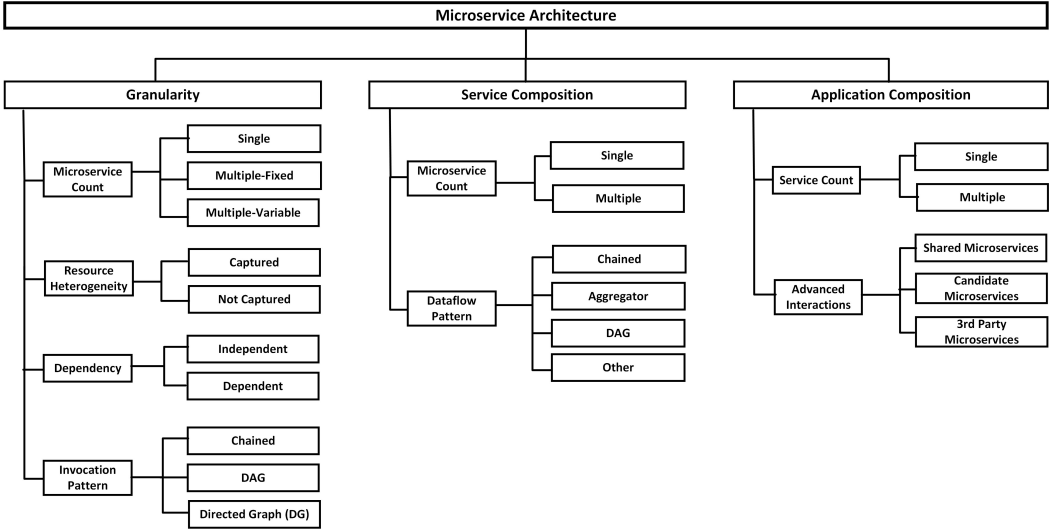 Microservice Architecture
Granularity
Microservice
Count
Single
Multiple-Fixed
Multiple-Variable
Resource
Heterogeneity
Captured
Not Captured
Dependency
Independent
Dependent
Invocation
Pattern
Chained
DAG
Directed Graph (DG)
Service Composition
Microservice
Count
Single
Multiple
Dataflow
Pattern
Chained
Aggregator
DAG
Other
Application Composition
Service Count
Single
Multiple
Advanced
Interactions
Shared Microservices
Candidate
Microservices
3rd Party
Microservices